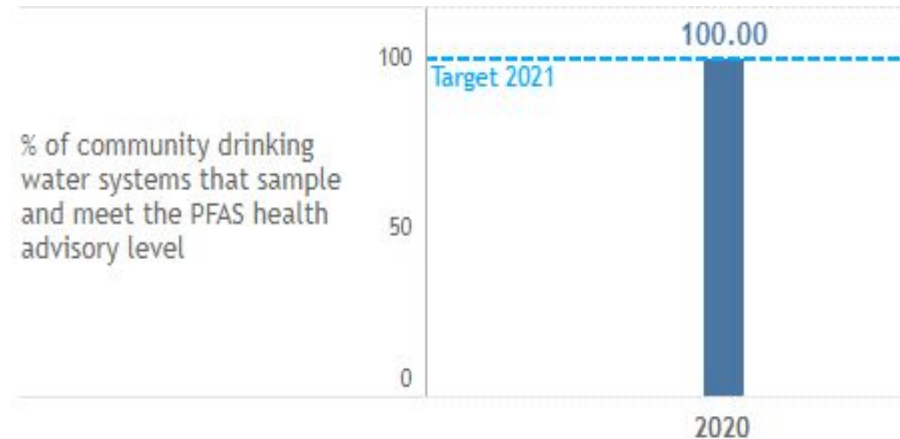 % of community drinking
water systems that sample
and meet the PFAS health
advisory level
100
50
0
100.00
Target 2021
2020